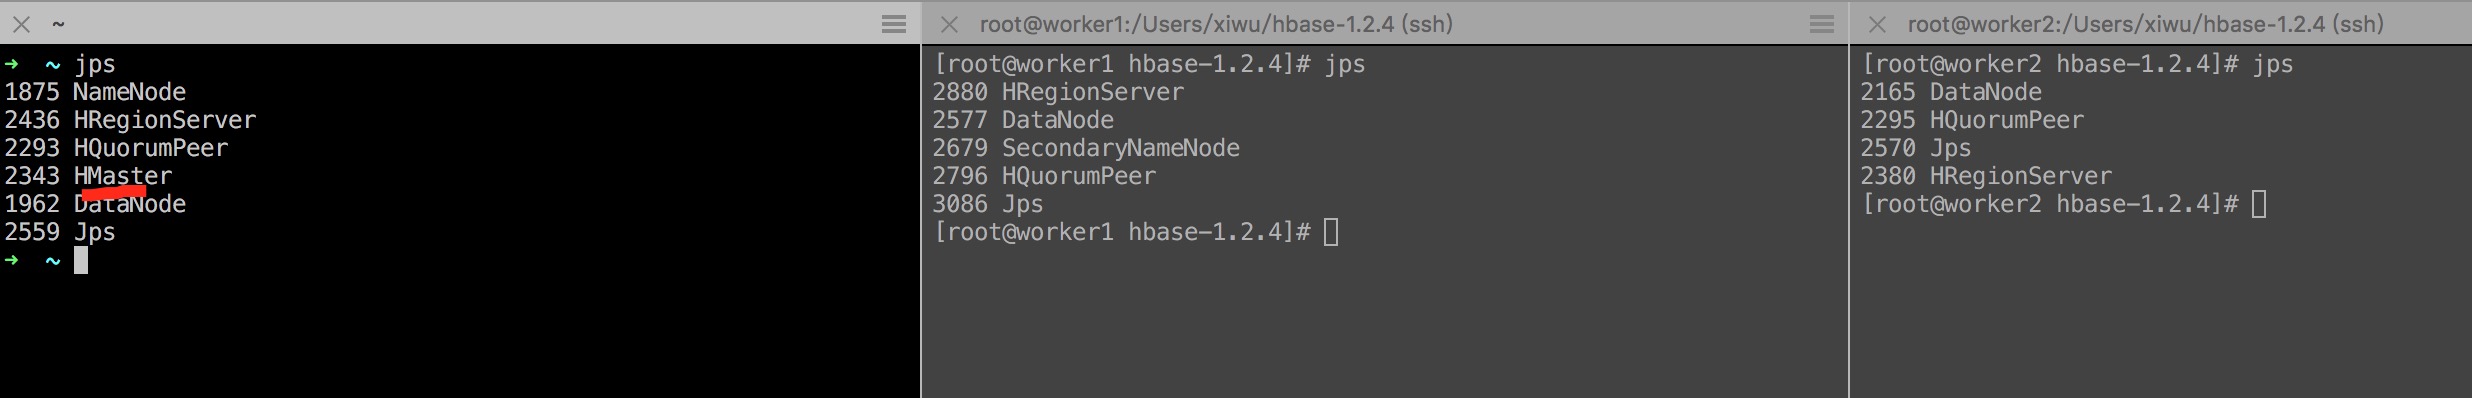 ~
➜ ~ jps
1875 NameNode
2436 HRegionServer
2293 HQuorumPeer
2343 HMaster
1962 DataNode
2559 Jps
➜ ~
root@worker1:/Users/xiwu/hbase-1.2.4 (ssh)
[root@worker1 hbase-1.2.4]# jps
2880 HRegionServer
2577 DataNode
2679 SecondaryNameNode
2796 HQuorumPeer
3086 Jps
[root@worker1 hbase-1.2.4]#
root@worker2:/Users/xiwu/hbase-1.2.4 (ssh)
[root@worker2 hbase-1.2.4]# jps
2165 DataNode
2295 HQuorumPeer
2570 Jps
2380 HRegionServer
[root@worker2 hbase-1.2.4]#